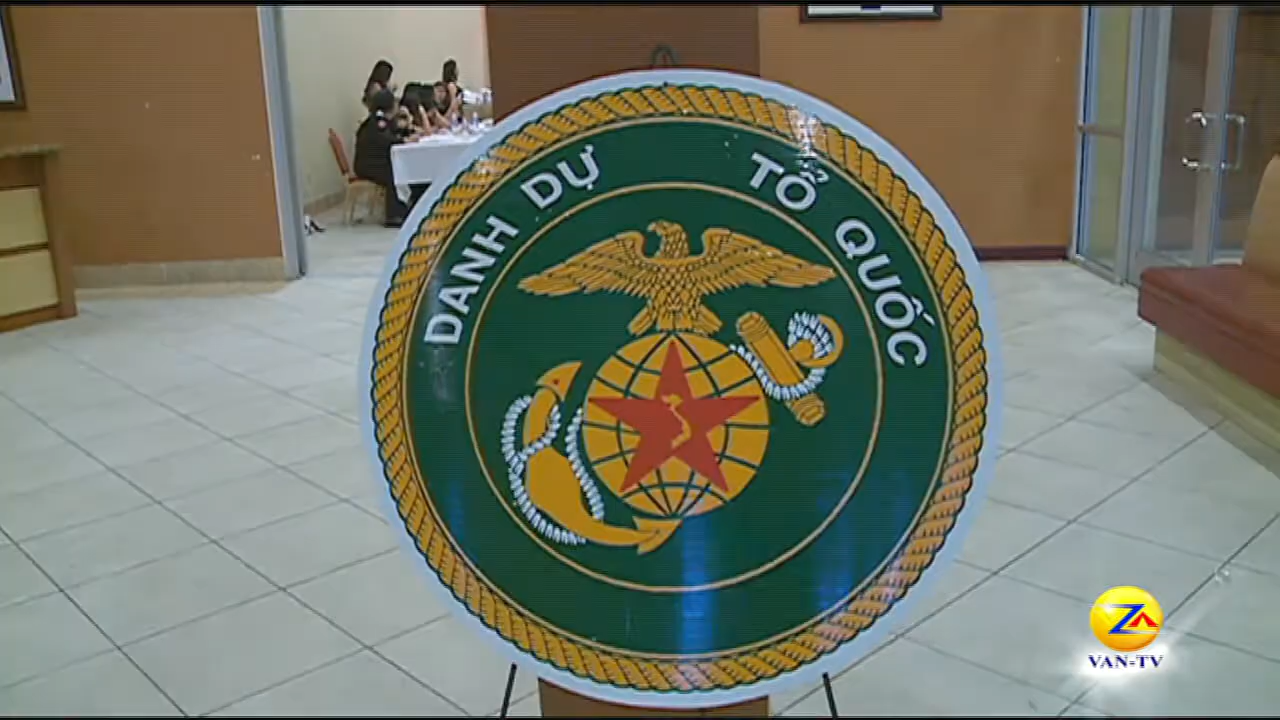 DANH DỰ
TỔ QUỐC
VAN-TV